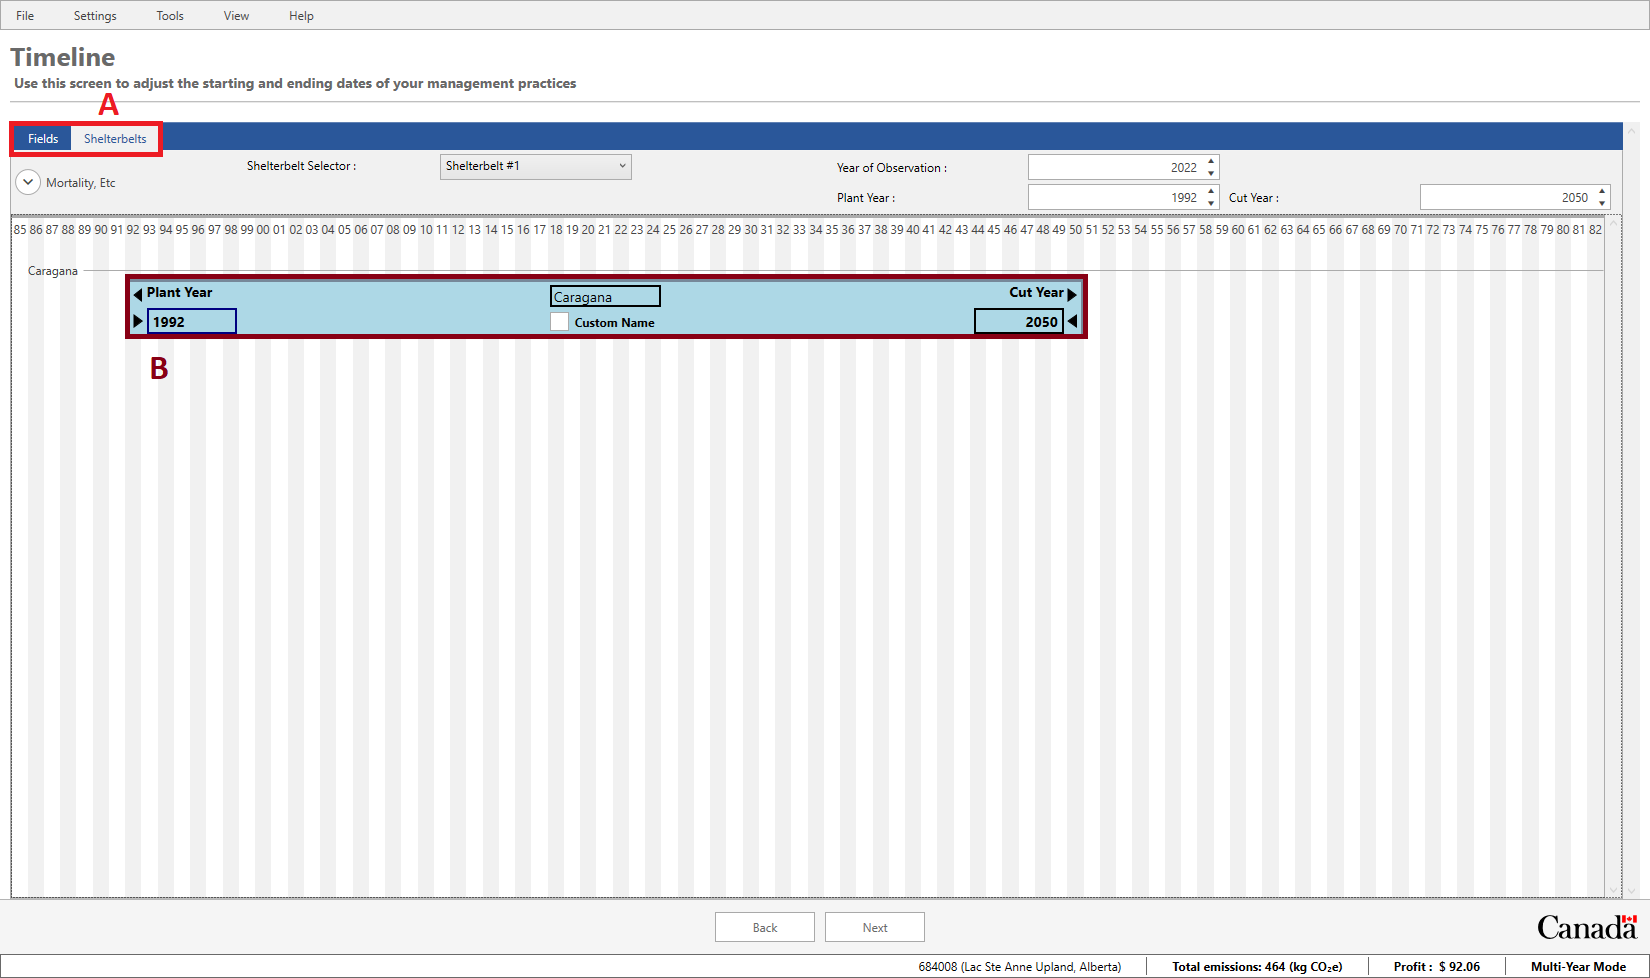 File Settings Tools View Help
Timeline
Use this screen to adjust the starting and ending dates of your management practices
A
Fields Shelterbelts
Shelterbelt Selector : Shelterbelt #1 Year of Observation : 2022
Mortality, Etc
Plant Year : 1992 Cut Year : 2050
85 86 87 88 89 90 91 92 93 94 95 96 97 98 99 00 01 02 03 04 05 06 07 08 09 10 11 12 13 14 15 16 17 18 19 20 21 22 23 24 25 26 27 28 29 30 31 32 33 34 35 36 37 38 39 40 41 42 43 44 45 46 47 48 49 50 51 52 53 54 55 56 57 58 59 60 61 62 63 64 65 66 67 68 69 70 71 72 73 74 75 76 77 78 79 80 81 82
Caragana
Plant Year Caragana Cut Year
1992 Custom Name 2050
B
Back Next
Canada
684008 (Lac Ste Anne Upland, Alberta) Total emissions: 464 (kg CO₂e) Profit : $ 92.06 Multi-Year Mode